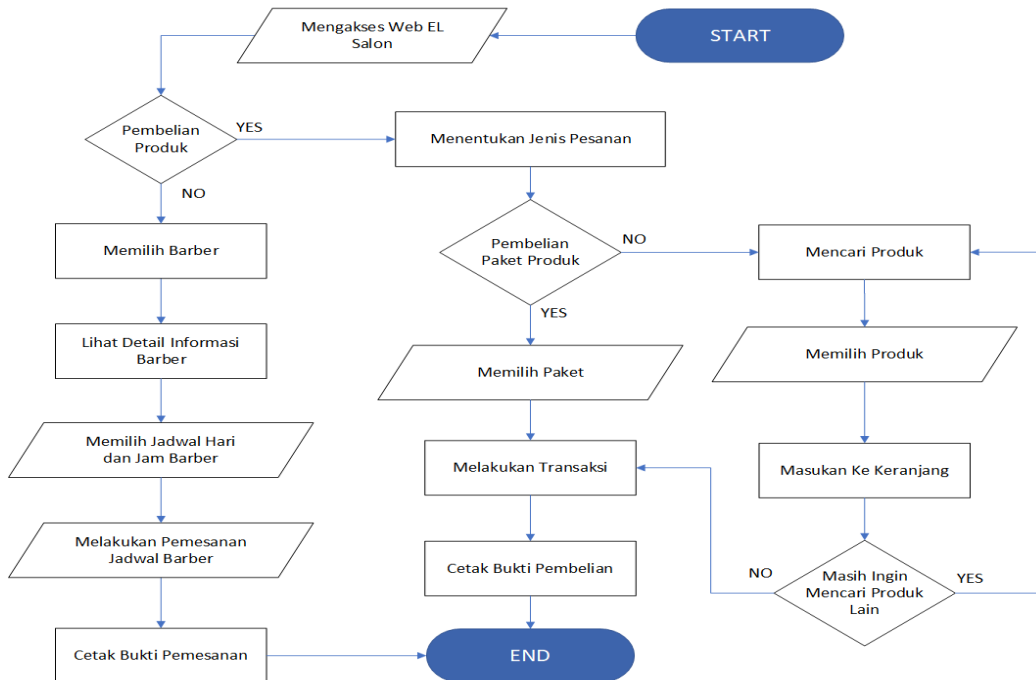 START
Mengakses Web EL
Salon
Pembelian
Produk
YES
NO
Menentukan Jenis Pesanan
Memilih Barber
Pembelian
Paket Produk
NO
YES
Mencari Produk
Lihat Detail Informasi
Barber
Memilih Paket
Memilih Produk
Memilih Jadwal Hari
dan Jam Barber
Melakukan Transaksi
Masukan Ke Keranjang
Melakukan Pemesanan
Jadwal Barber
Cetak Bukti Pembelian
NO
Masih Ingin
Mencari Produk
Lain
YES
Cetak Bukti Pemesanan
END